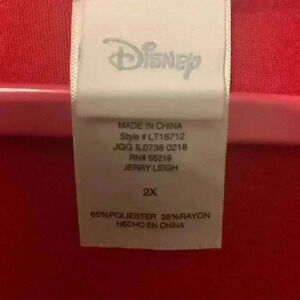 Disney
MADE IN CHINA
Style # LT16712
JGG IL0738 0218
RN# 55219
JERRY LEIGH
2X
65%POLIESTER 35%RAYON
HECHO EN CHINA